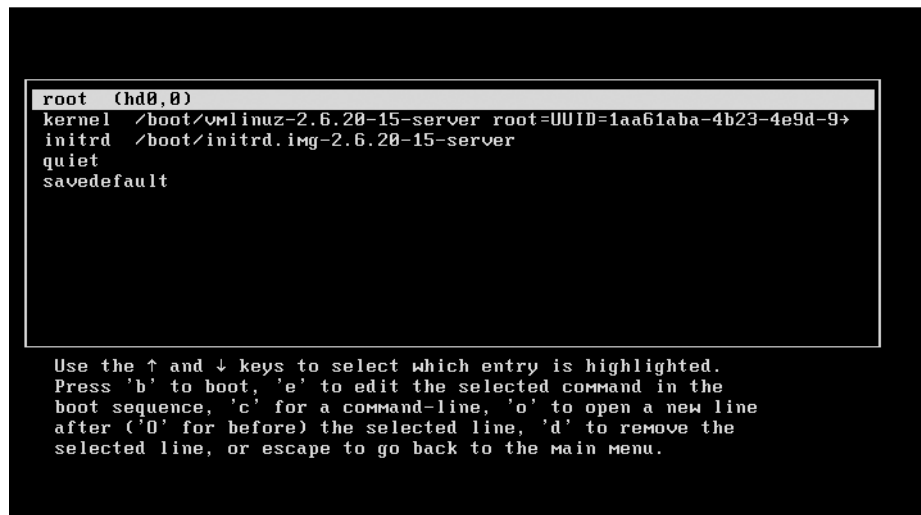 root (hd0,0)
kernel /boot/vmlinuz-2.6.20-15-server root=UUID=1aa61aba-4b23-4e9d-9→
initrd /boot/initrd.img-2.6.20-15-server
quiet
savedefault
Use the ↑ and ↓ keys to select which entry is highlighted.
Press 'b' to boot, 'e' to edit the selected command in the
boot sequence, 'c' for a command-line, 'o' to open a new line
after ('O' for before) the selected line, 'd' to remove the
selected line, or escape to go back to the main menu.